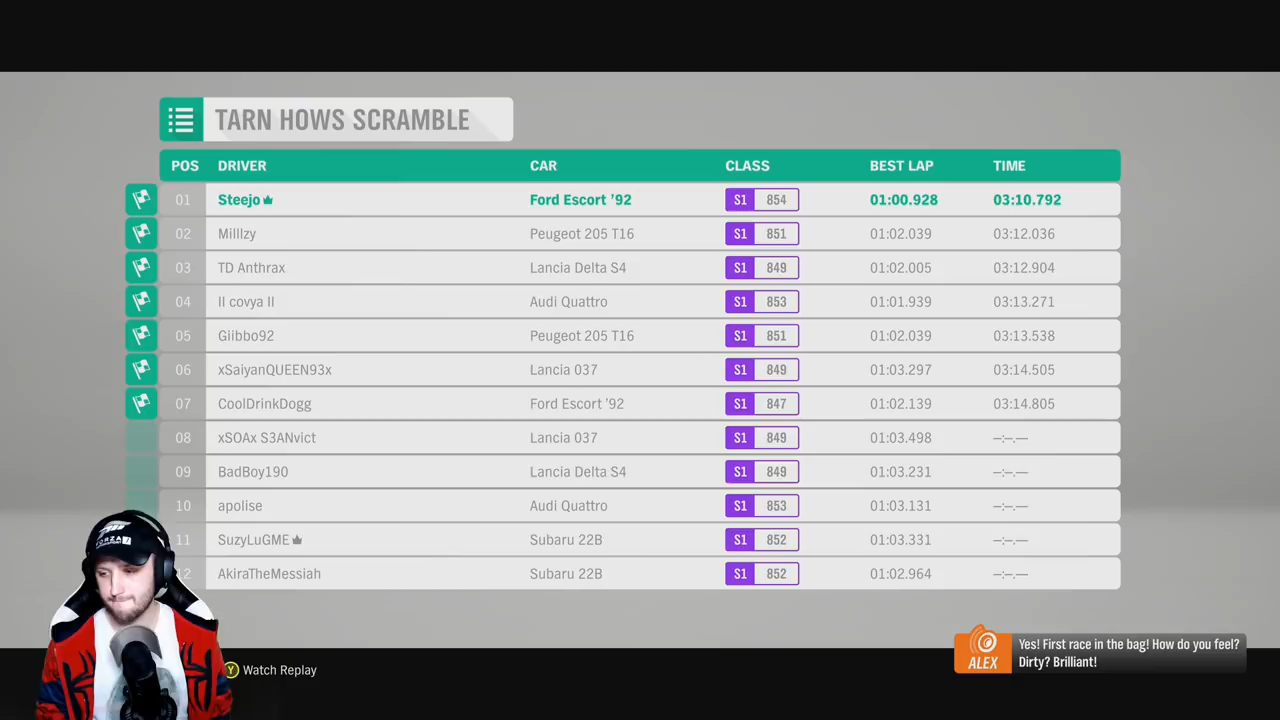 TARN HOWS SCRAMBLE
POS DRIVER CAR CLASS BEST LAP TIME
01 Steejo Ford Escort '92 S1 854 01:00.928 03:10.792
02 Milllzy Peugeot 205 T16 S1 851 01:02.039 03:12.036
03 TD Anthrax Lancia Delta S4 S1 849 01:02.005 03:12.904
04 II covya II Audi Quattro S1 853 01:01.939 03:13.271
05 Giibbo92 Peugeot 205 T16 S1 851 01:02.039 03:13.538
06 xSaiyanQUEEN93x Lancia 037 S1 849 01:03.297 03:14.505
07 CoolDrinkDogg Ford Escort '92 S1 847 01:02.139 03:14.805
08 xSOAx S3ANvict Lancia 037 S1 849 01:03.498 –:–.––
09 BadBoy190 Lancia Delta S4 S1 849 01:03.231 –:–.––
10 apolise Audi Quattro S1 853 01:03.131 –:–.––
11 SuzyLuGME Subaru 22B S1 852 01:03.331 –:–.––
2 AkiraTheMessiah Subaru 22B S1 852 01:02.964 –:–.––
FORZA
Y Watch Replay
ALEX
Yes! First race in the bag! How do you feel?
Dirty? Brilliant!